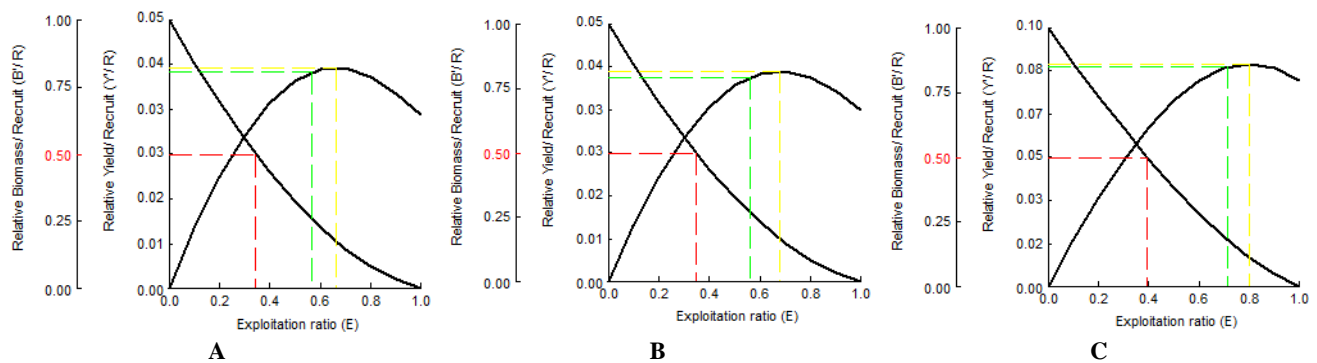 Relative Biomass/ Recruit (B'/ R)
1.00
0.75
0.50
0.25
0.00
Relative Yield/ Recruit (Y'/ R)
0.05
0.04
0.03
0.03
0.02
0.01
0.00
0.0 0.2 0.4 0.6 0.8 1.0
Exploitation ratio (E)
A
Relative Biomass/ Recruit (B'/ R)
1.00
0.75
0.50
0.25
0.00
Relative Yield/ Recruit (Y'/ R)
0.05
0.04
0.03
0.03
0.02
0.01
0.00
0.0 0.2 0.4 0.6 0.8 1.0
Exploitation ratio (E)
B
Relative Biomass/ Recruit (B'/ R)
1.00
0.75
0.50
0.25
0.00
Relative Yield/ Recruit (Y'/ R)
0.10
0.08
0.07
0.05
0.03
0.02
0.00
0.0 0.2 0.4 0.6 0.8 1.0
Exploitation ratio (E)
C